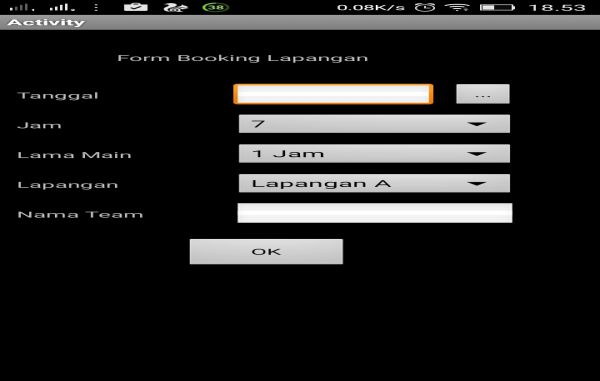 38 0.08K/s 18.53
Activity
Form Booking Lapangan
Tanggal ...
Jam 7
Lama Main 1 Jam
Lapangan Lapangan A
Nama Team
OK